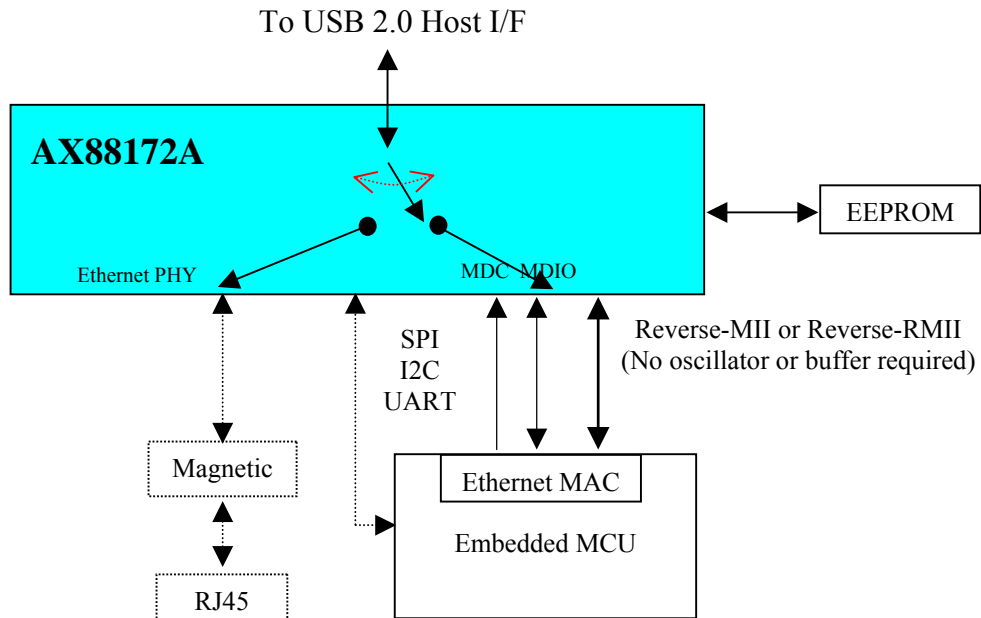 To USB 2.0 Host I/F
AX88172A
EEPROM
Ethernet PHY
MDC MDIO
SPI
I2C
UART
Reverse-MII or Reverse-RMII
(No oscillator or buffer required)
Magnetic
Ethernet MAC
Embedded MCU
RJ45